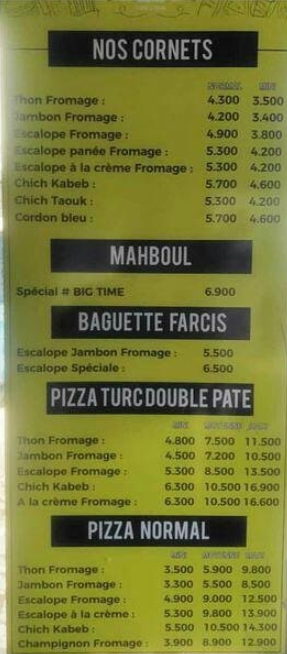 NOS CORNETS
NORMAL MINI
Thon Fromage : 4.300 3.500
Jambon Fromage : 4.200 3.400
Escalope Fromage : 4.900 3.800
Escalope panée Fromage : 5.300 4.200
Escalope à la crème Fromage : 5.300 4.200
Chich Kabeb : 5.700 4.600
Chich Taouk : 5.300 4.200
Cordon bleu : 5.700 4.600
MAHBOUL
Spécial # BIG TIME 6.900
BAGUETTE FARCIS
Escalope Jambon Fromage : 5.500
Escalope Spéciale : 6.500
PIZZA TURC DOUBLE PATE
MINI MOYENNE
Thon Fromage : 4.800 7.500 11.500
Jambon Fromage : 4.500 7.200 10.500
Escalope Fromage : 5.300 8.500 13.500
Chich Kabeb : 6.300 10.500 16.900
A la crème Fromage : 6.300 10.500 16.600
PIZZA NORMAL
MINI MOYENNE
Thon Fromage : 3.500 5.900 9.800
Jambon Fromage : 3.300 5.500 8.500
Escalope Fromage : 4.900 9.000 12.500
Escalope à la crème : 5.300 9.800 13.900
Chich Kabeb : 5.500 10.500 14.300
Champignon Fromage : 3.900 8.900 12.900